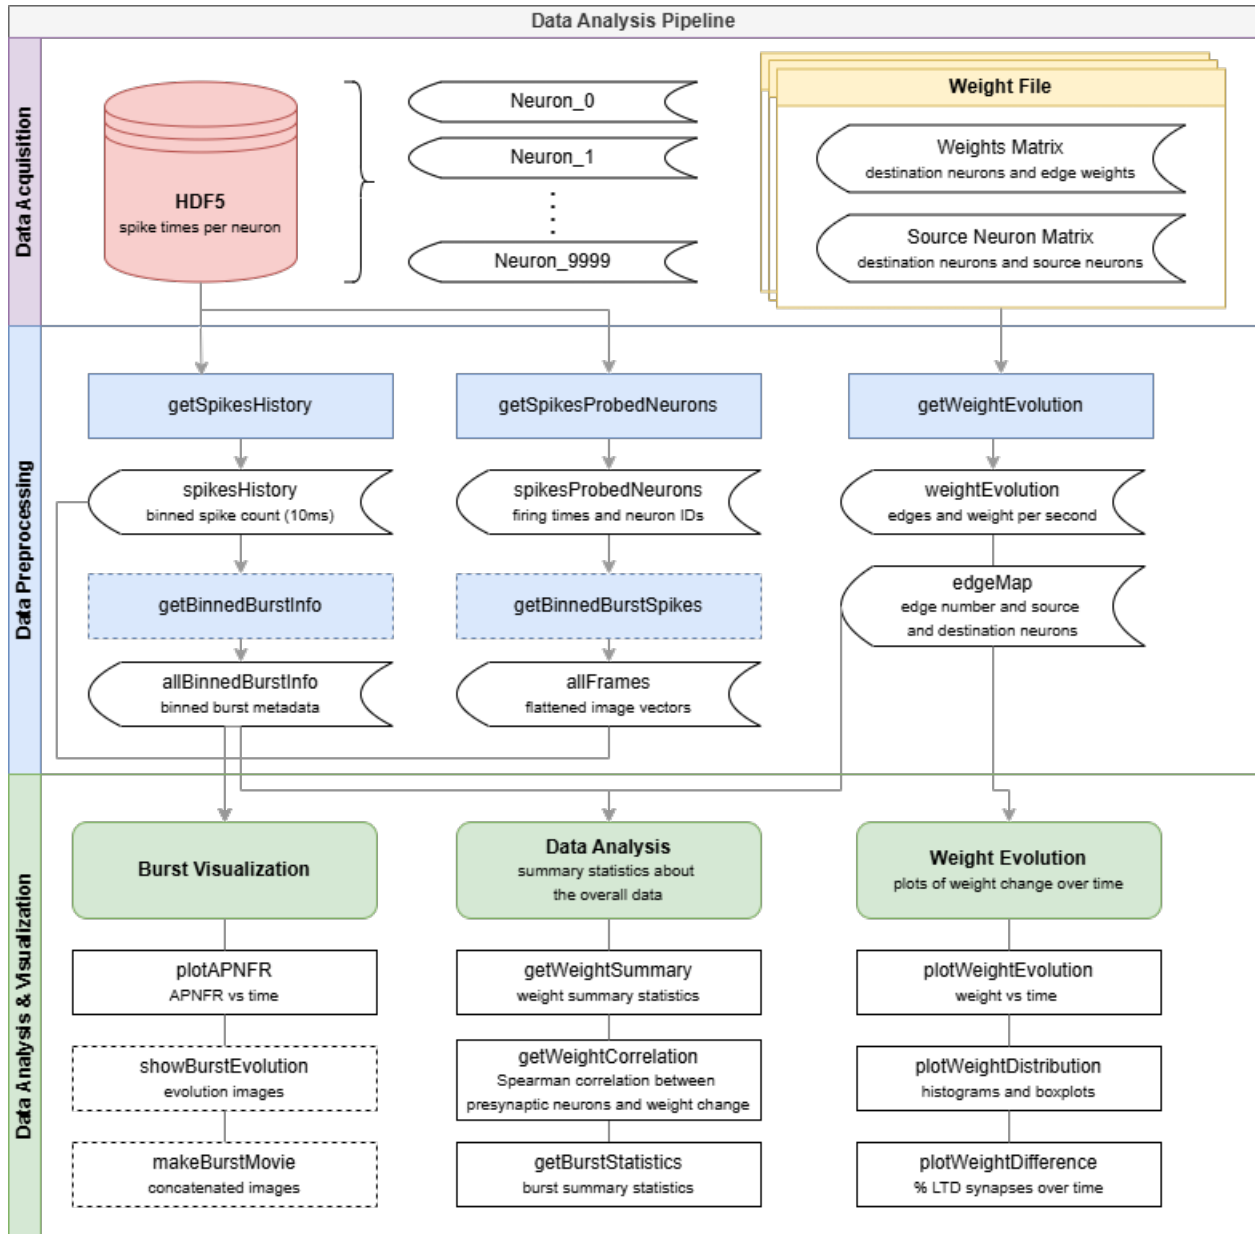 Data Analysis Pipeline
Data Acquisition
HDF5
spike times per neuron
Neuron_0
Neuron_1
Neuron_9999
Weight File
Weights Matrix
destination neurons and edge weights
Source Neuron Matrix
destination neurons and source neurons
Data Preprocessing
getSpikesHistory
getSpikesProbedNeurons
getWeightEvolution
spikesHistory
binned spike count (10ms)
spikesProbedNeurons
firing times and neuron IDs
weightEvolution
edges and weight per second
getBinnedBurstInfo
getBinnedBurstSpikes
edgeMap
edge number and source
and destination neurons
allBinnedBurstInfo
binned burst metadata
allFrames
flattened image vectors
Data Analysis & Visualization
Burst Visualization
Data Analysis
summary statistics about
the overall data
Weight Evolution
plots of weight change over time
plotAPNFR
APNFR vs time
getWeightSummary
weight summary statistics
plotWeightEvolution
weight vs time
showBurstEvolution
evolution images
getWeightCorrelation
Spearman correlation between
presynaptic neurons and weight change
plotWeightDistribution
histograms and boxplots
makeBurstMovie
concatenated images
getBurstStatistics
burst summary statistics
plotWeightDifference
% LTD synapses over time